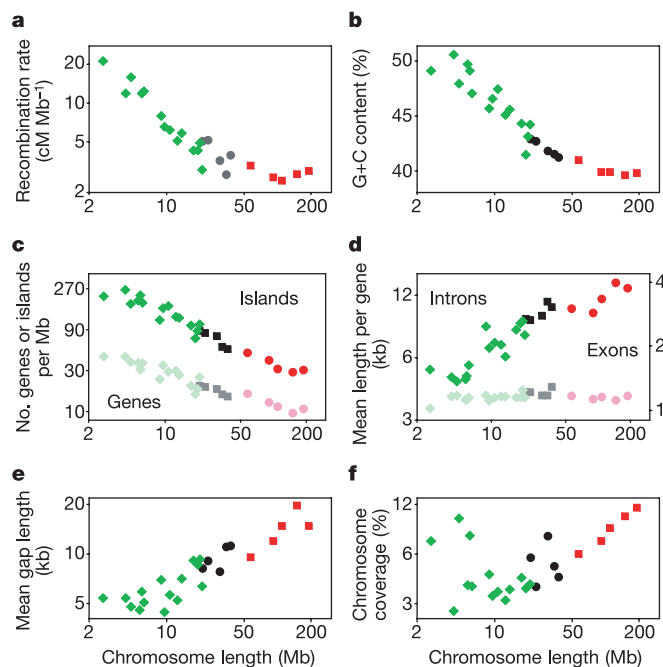 a
Recombination rate
(cM Mb⁻¹)
20
5
2
2
10
50
200
b
G+C content (%)
50
45
40
2
10
50
200
c
No. genes or islands
per Mb
270
90
30
10
Islands
Genes
2
10
50
200
d
Mean length per gene
(kb)
12
6
3
Introns
Exons
4
2
1
2
10
50
200
e
Mean gap length
(kb)
20
10
5
2
10
50
200
Chromosome length (Mb)
f
Chromosome
coverage (%)
12
6
3
2
10
50
200
Chromosome length (Mb)